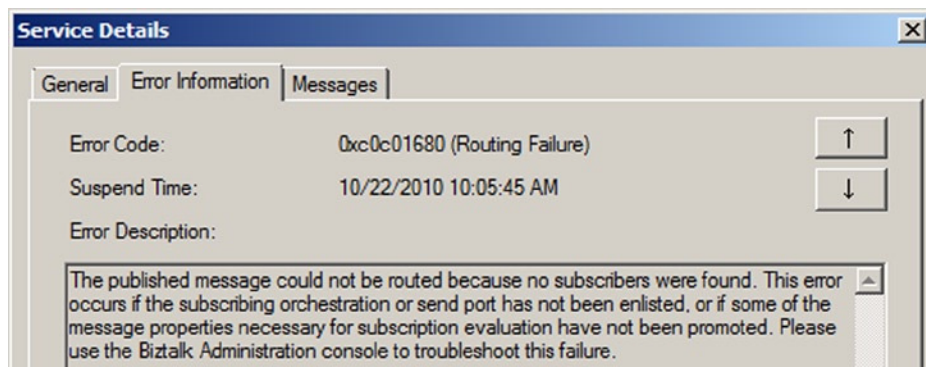 Service Details
General Error Information Messages
Error Code: 0xc0c01680 (Routing Failure)
Suspend Time: 10/22/2010 10:05:45 AM
Error Description:
The published message could not be routed because no subscribers were found. This error
occurs if the subscribing orchestration or send port has not been enlisted, or if some of the
message properties necessary for subscription evaluation have not been promoted. Please
use the Biztalk Administration console to troubleshoot this failure.